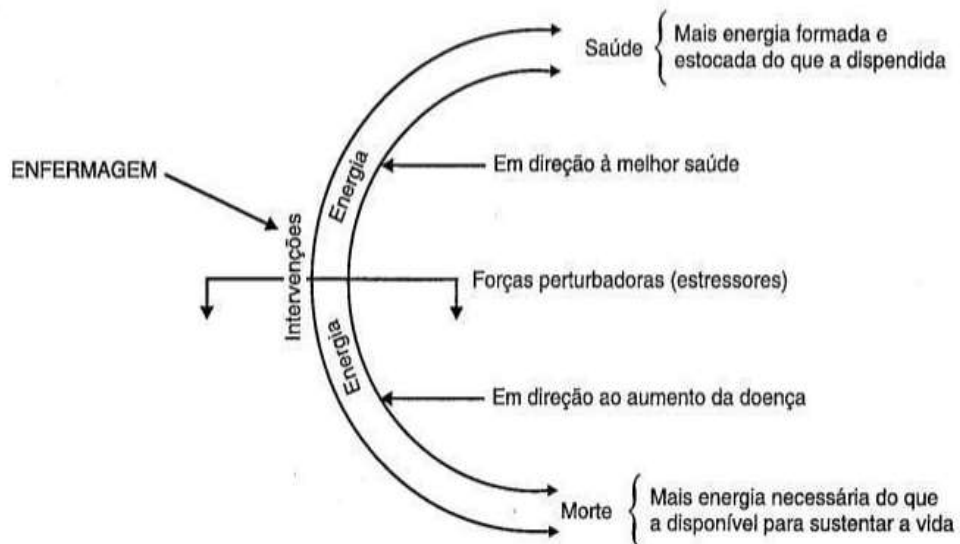 Saúde
Mais energia formada e
estocada do que a dispendida
ENFERMAGEM
Energia
Em direção à melhor saúde
Intervenções
Forças perturbadoras (estressores)
Energia
Em direção ao aumento da doença
Morte
Mais energia necessária do que
a disponível para sustentar a vida